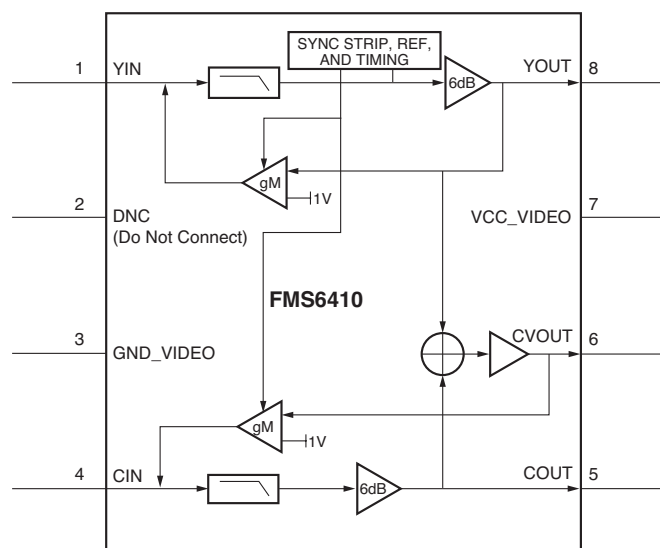 SYNC STRIP, REF,
AND TIMING
1
YIN
6dB
YOUT
8
gM
1V
2
DNC
(Do Not Connect)
VCC_VIDEO
7
FMS6410
3
GND_VIDEO
CVOUT
6
gM
1V
4
CIN
6dB
COUT
5